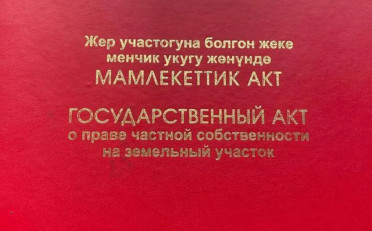 Жер участогуна болгон жеке
менчик укугу жөнүндө
МАМЛЕКЕТТИК АКТ
ГОСУДАРСТВЕННЫЙ АКТ
о праве частной собственности
на земельный участок